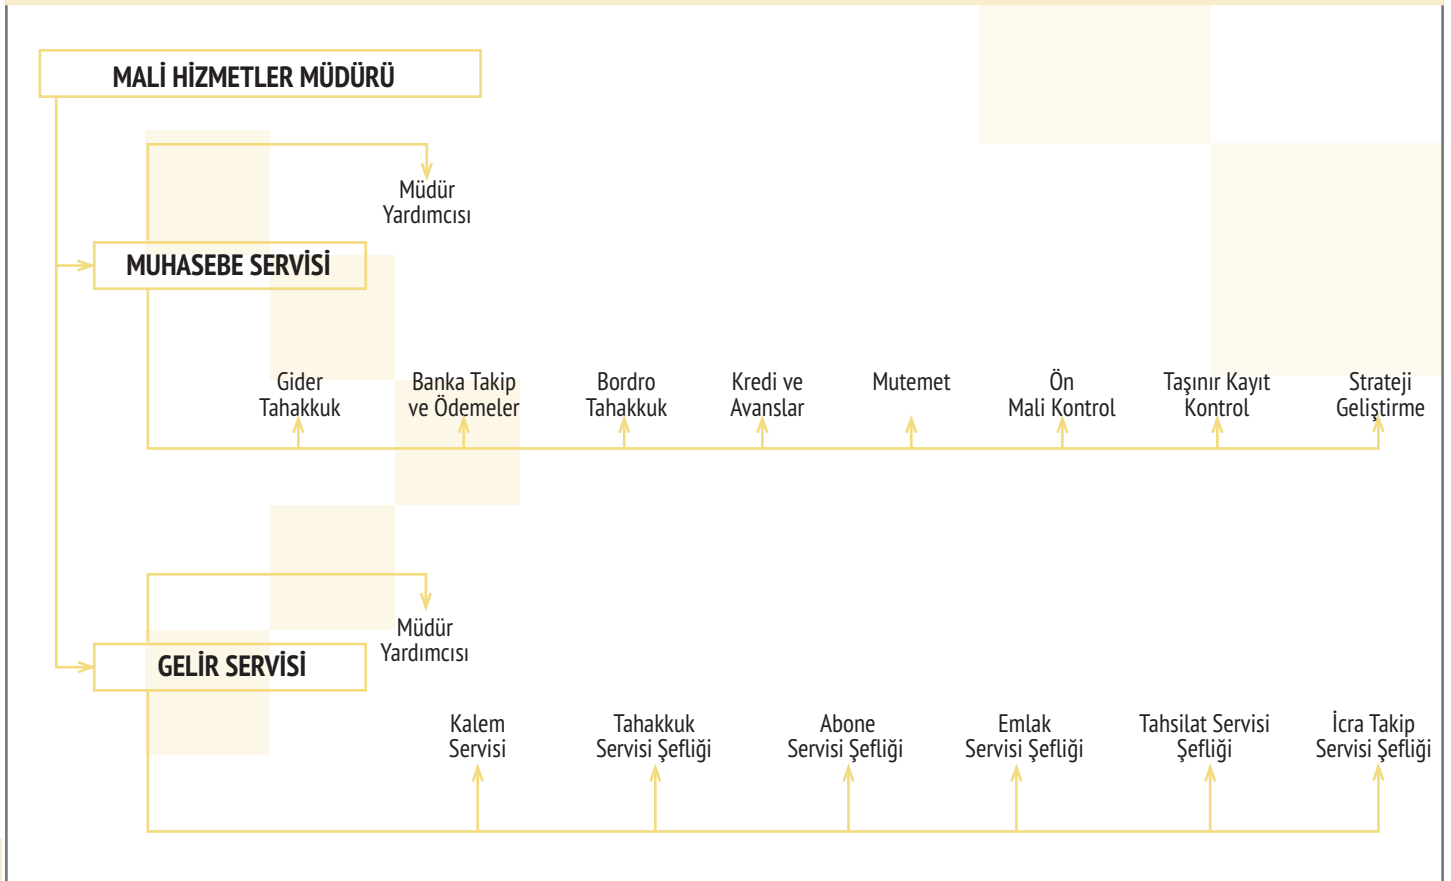 MALİ HİZMETLER MÜDÜRÜ
Müdür
Yardımcısı
MUHASEBE SERVİSİ
Gider
Tahakkuk
Banka Takip
ve Ödemeler
Bordro
Tahakkuk
Kredi ve
Avanslar
Mutemet
Ön
Mali Kontrol
Taşınır Kayıt
Kontrol
Strateji
Geliştirme
Müdür
Yardımcısı
GELİR SERVİSİ
Kalem
Servisi
Tahakkuk
Servisi Şefliği
Abone
Servisi Şefliği
Emlak
Servisi Şefliği
Tahsilat Servisi
Şefliği
İcra Takip
Servisi Şefliği